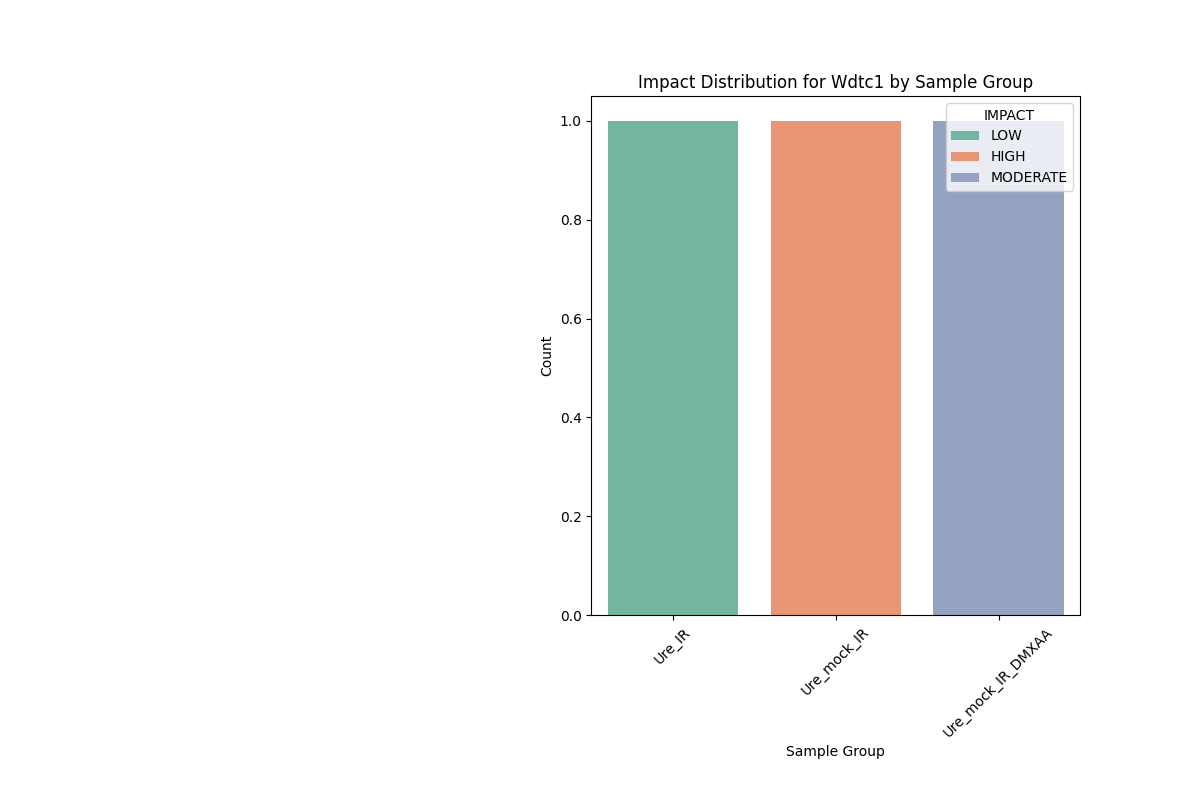 Impact Distribution for Wdtc1 by Sample Group
IMPACT
LOW
HIGH
MODERATE
1.0
0.8
0.6
0.4
0.2
0.0
Count
Ure_IR
Ure_mock_IR
Ure_mock_IR_DMXAA
Sample Group